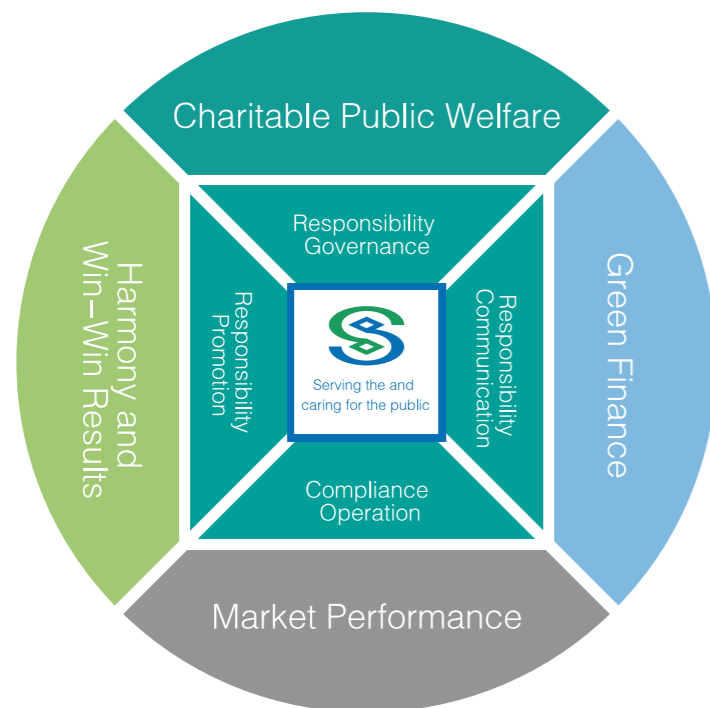 Charitable Public Welfare
Responsibility
Governance
Harmony and
Win–Win Results
Responsibility
Promotion
Serving the and
caring for the public
Responsibility
Communication
Green Finance
Compliance
Operation
Market Performance